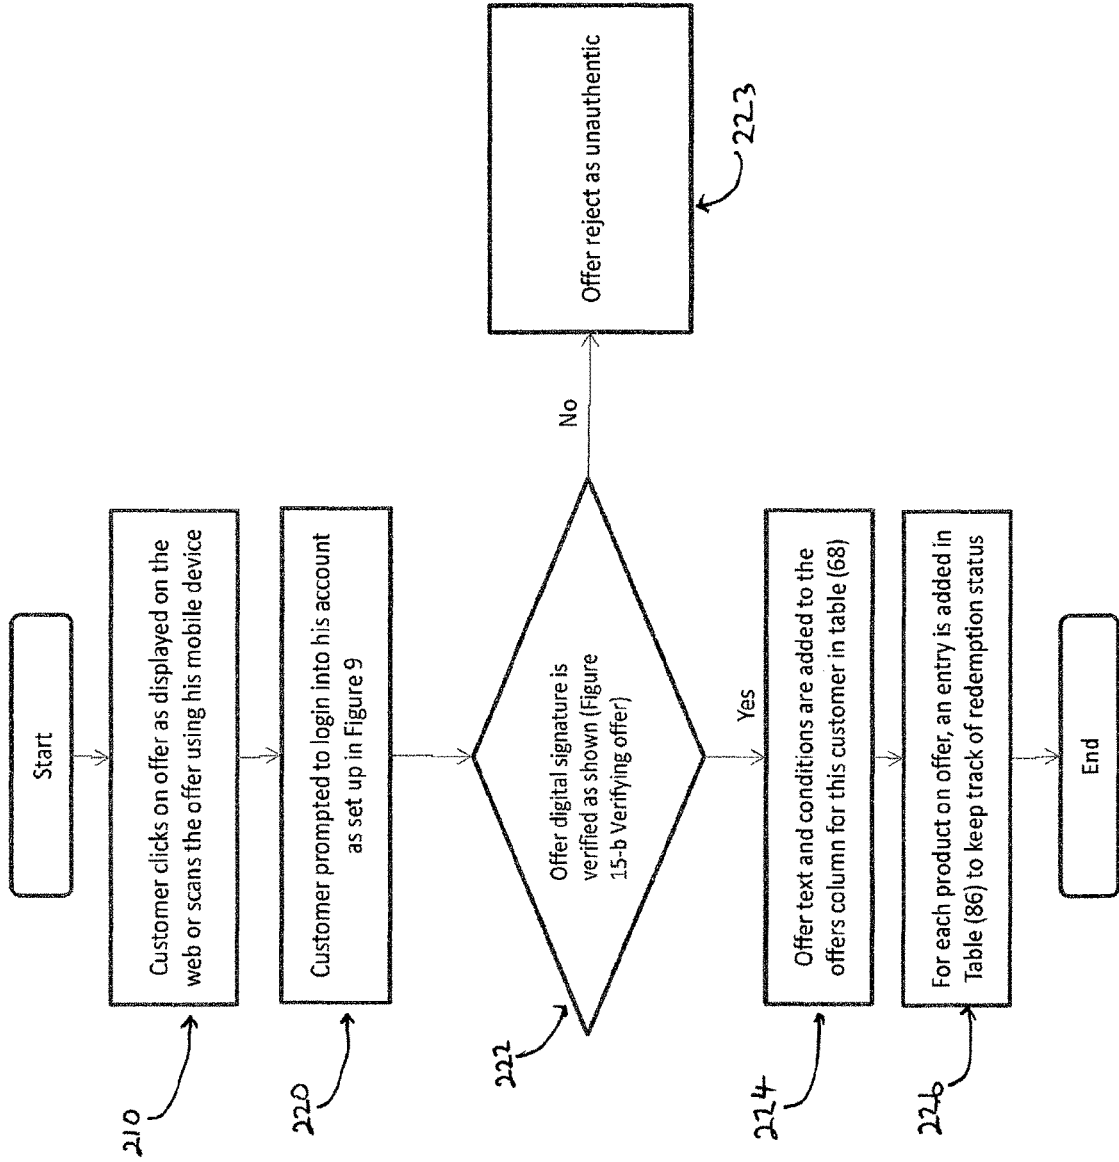 Start
Customer clicks on offer as displayed on the
web or scans the offer using his mobile device
210
Customer prompted to login into his account
as set up in Figure 9
220
Offer digital signature is
verified as shown (Figure
15-b Verifying offer)
222
No
Offer reject as unauthentic
223
Yes
Offer text and conditions are added to the
offers column for this customer in table (68)
224
For each product on offer, an entry is added in
Table (86) to keep track of redemption status
226
End